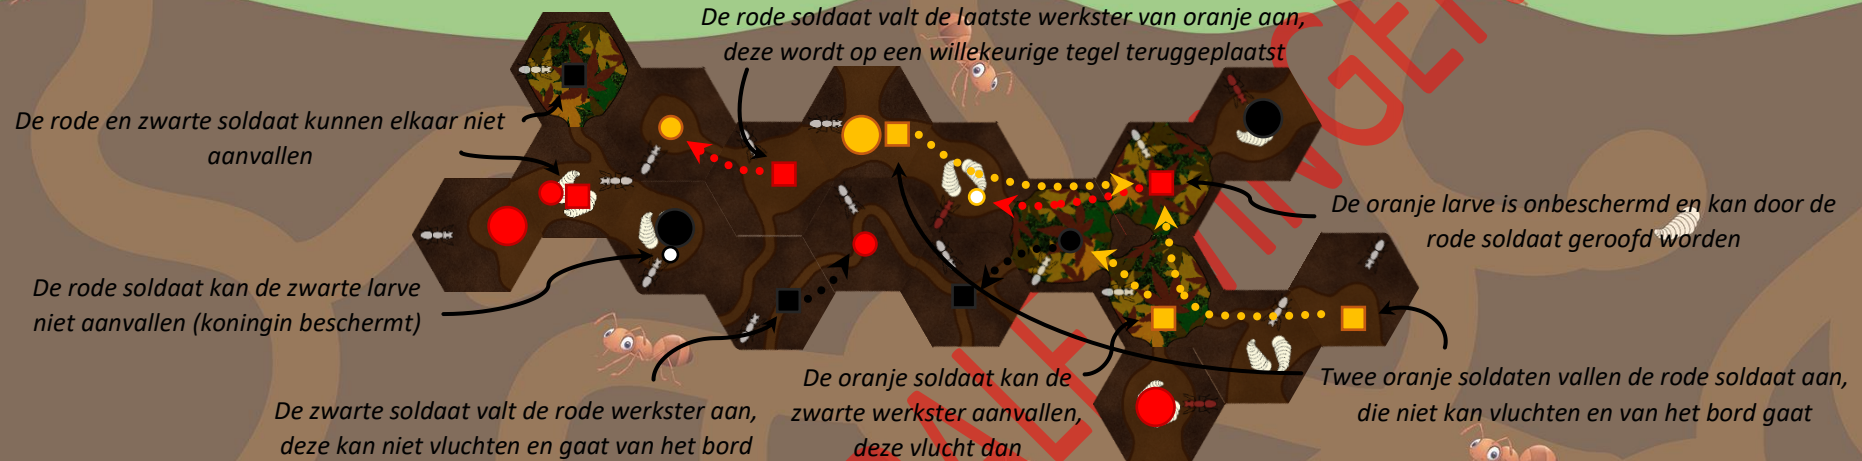 De rode soldaat valt de laatste werkster van oranje aan,
deze wordt op een willekeurige tegel teruggeplaatst
De rode en zwarte soldaat kunnen elkaar niet
aanvallen
De oranje larve is onbeschermd en kan door de
rode soldaat geroofd worden
De rode soldaat kan de zwarte larve
niet aanvallen (koningin beschermt)
De zwarte soldaat valt de rode werkster aan,
deze kan niet vluchten en gaat van het bord
De oranje soldaat kan de
zwarte werkster aanvallen,
deze vlucht dan
Twee oranje soldaten vallen de rode soldaat aan,
die niet kan vluchten en van het bord gaat